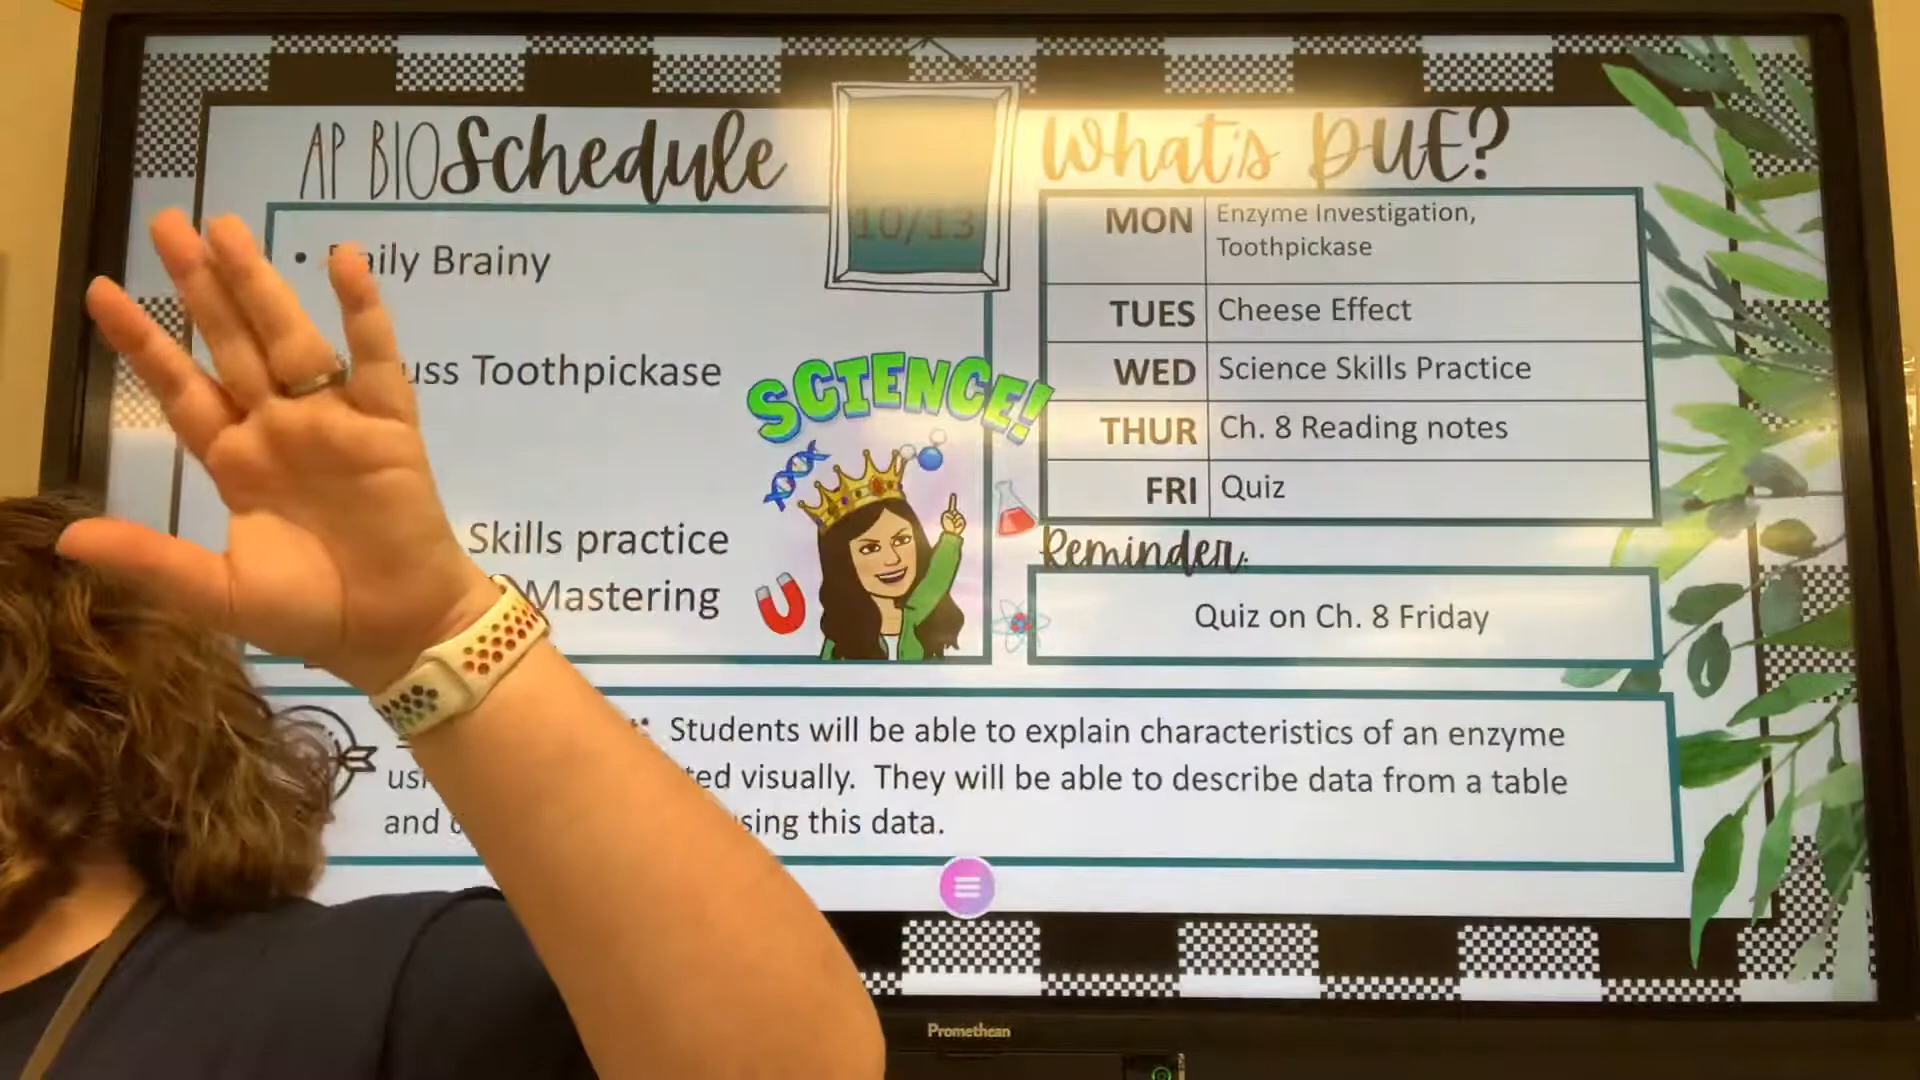 AP BIO Schedule
10/13
Daily Brainy
uss Toothpickase
Skills practice
Mastering
SCIENCE!
What's DUE?
MON Enzyme Investigation,
Toothpickase
TUES Cheese Effect
WED Science Skills Practice
THUR Ch. 8 Reading notes
FRI Quiz
Reminder:
Quiz on Ch. 8 Friday
Students will be able to explain characteristics of an enzyme
ted visually. They will be able to describe data from a table
and sing this data.
Promethean